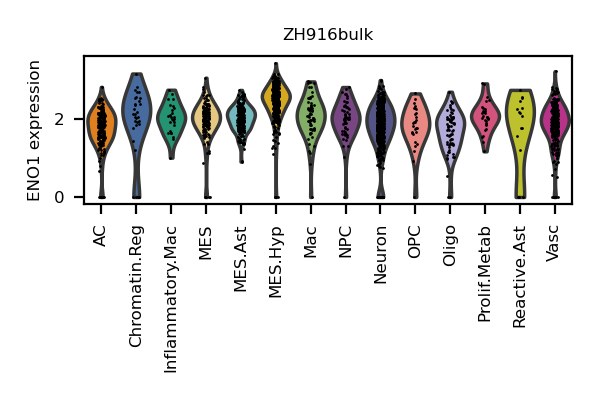 ZH916bulk
ENO1 expression
2
0
AC
Chromatin.Reg
Inflammatory.Mac
MES
MES.Ast
MES.Hyp
Mac
NPC
Neuron
OPC
Oligo
Prolif.Metab
Reactive.Ast
Vasc